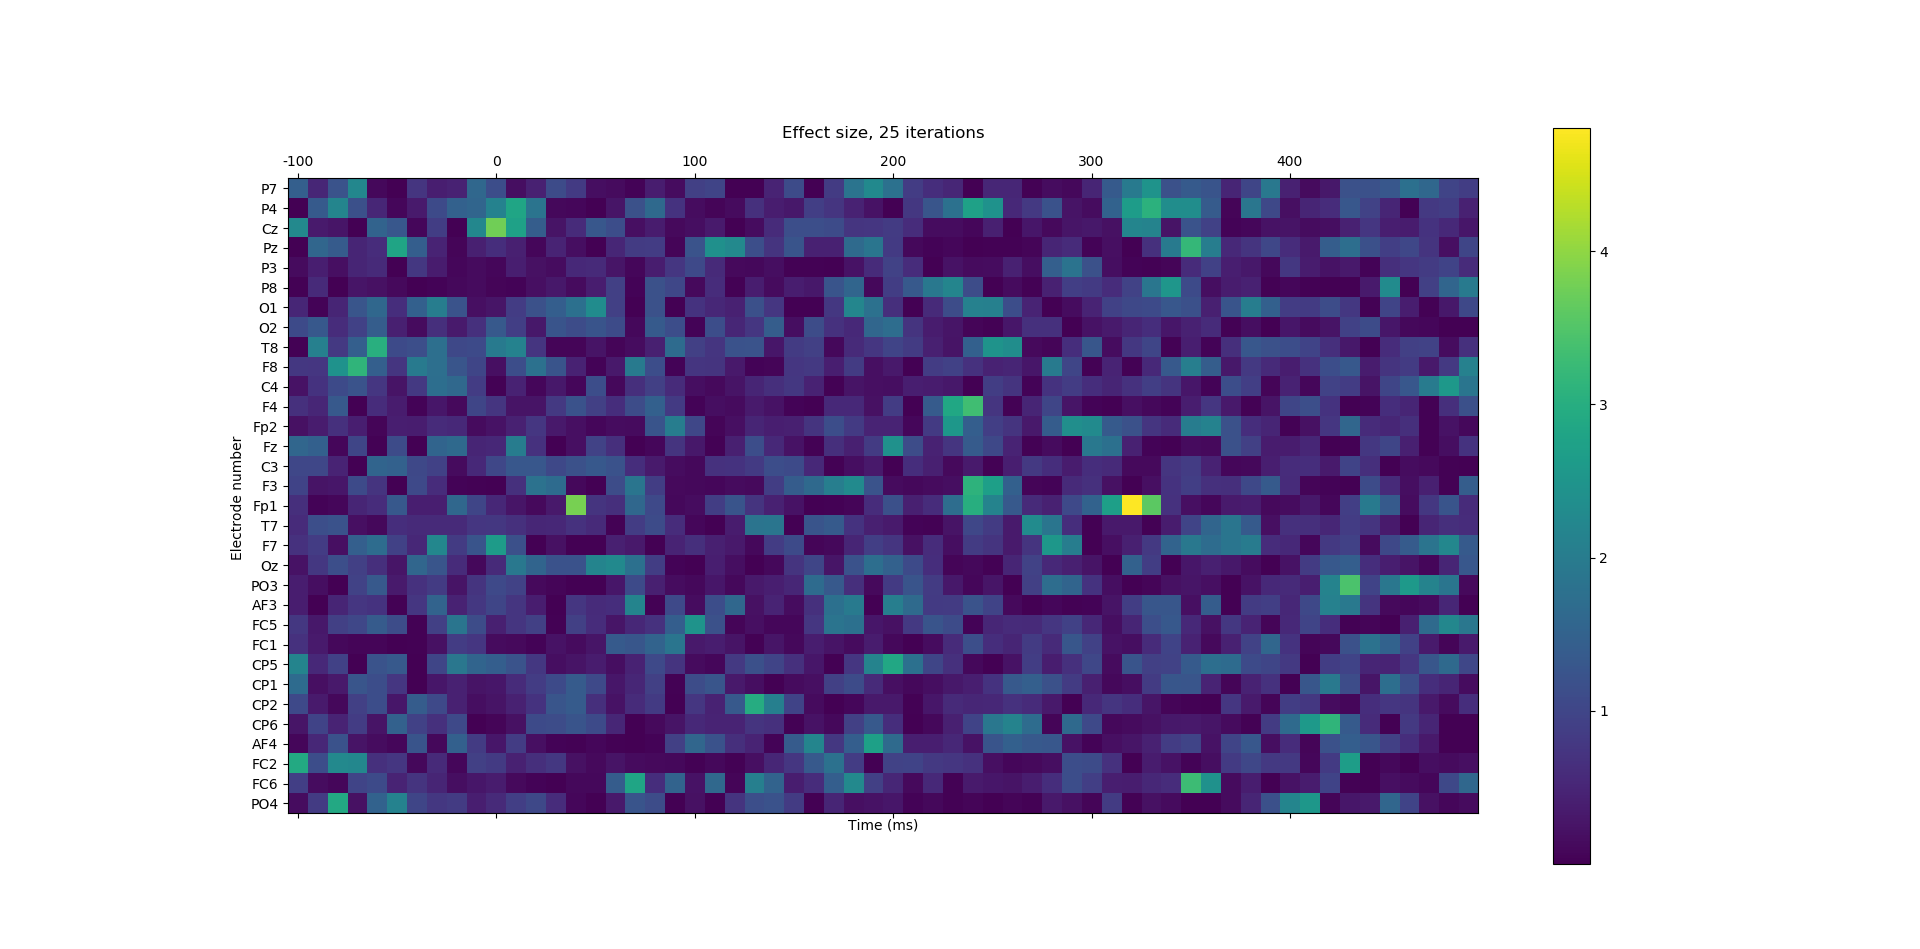 Effect size, 25 iterations
-100 0 100 200 300 400
P7
P4
Cz
Pz
P3
P8
O1
O2
T8
F8
C4
F4
Fp2
Fz
C3
F3
Fp1
T7
F7
Oz
PO3
AF3
FC5
FC1
CP5
CP1
CP2
CP6
AF4
FC2
FC6
PO4
Electrode number
Time (ms)
4
3
2
1